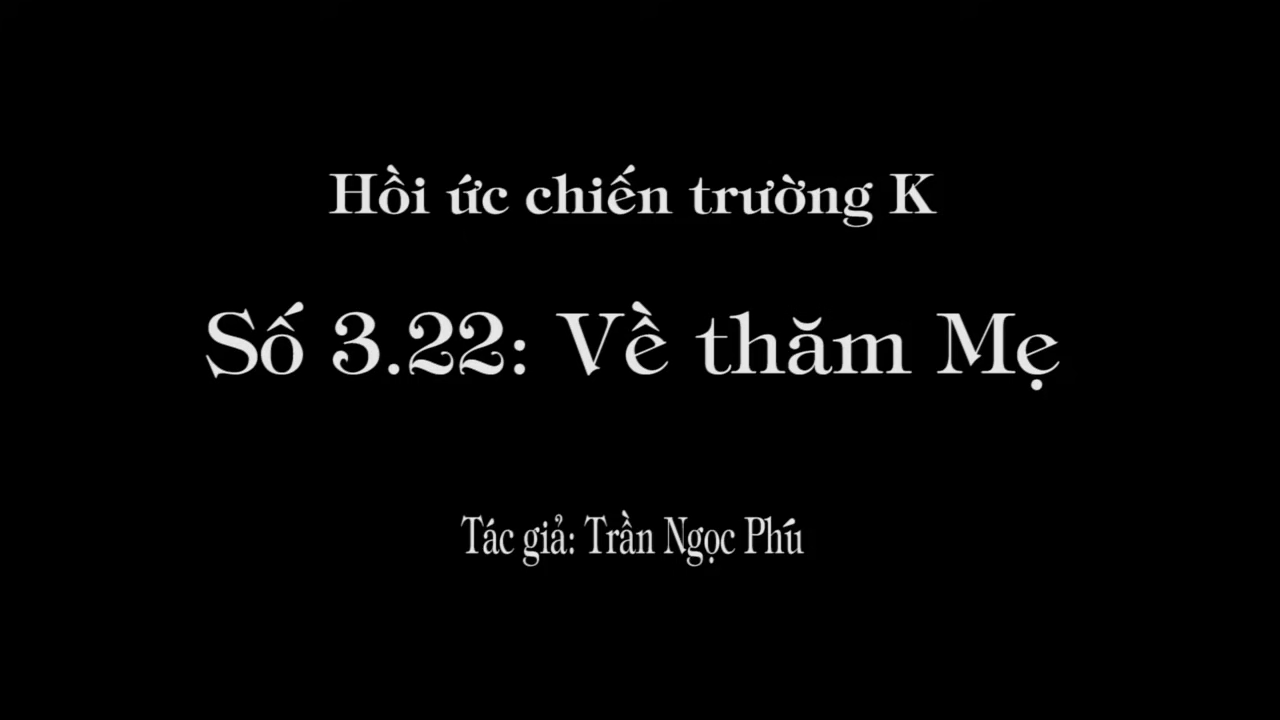 Hồi ức chiến trường K
Số 3.22: Về thăm Mẹ
Tác giả: Trần Ngọc Phú